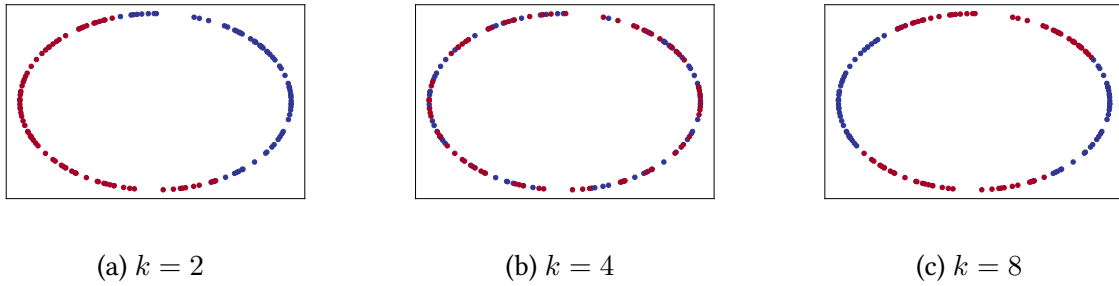 (a) k = 2
(b) k = 4
(c) k = 8